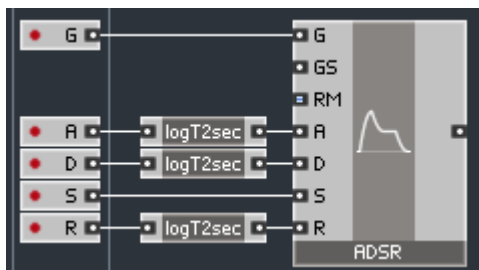 G G
GS
RM
A logT2sec A
D logT2sec D
S S
R logT2sec R
ADSR